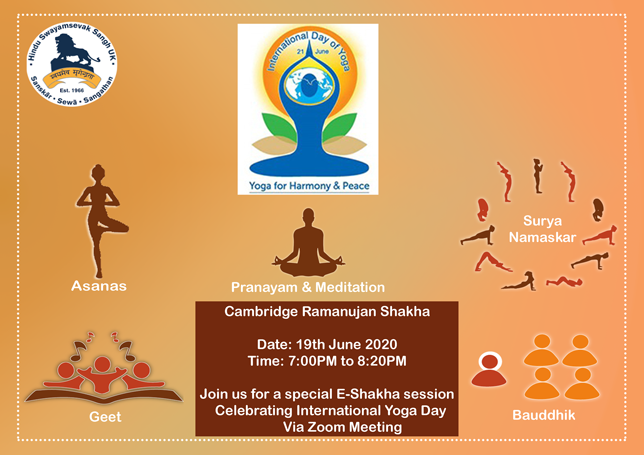 Hindu Swayamsevak Sangh UK
Est. 1966
Sanskár • Sewā • Sangathan
International Day of Yoga
21 June
Yoga for Harmony & Peace
Asanas
Pranayam & Meditation
Surya
Namaskar
Geet
Cambridge Ramanujan Shakha
Date: 19th June 2020
Time: 7:00PM to 8:20PM
Join us for a special E-Shakha session
Celebrating International Yoga Day
Via Zoom Meeting
Bauddhik